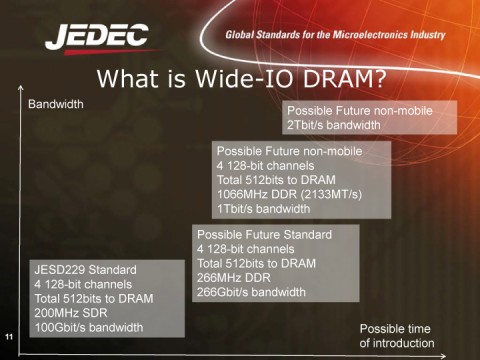 JEDEC
Global Standards for the Microelectronics Industry
What is Wide-IO DRAM?
Bandwidth
Possible Future non-mobile
2Tbit/s bandwidth
Possible Future non-mobile
4 128-bit channels
Total 512bits to DRAM
1066MHz DDR (2133MT/s)
1Tbit/s bandwidth
Possible Future Standard
4 128-bit channels
Total 512bits to DRAM
266MHz DDR
266Gbit/s bandwidth
JESD229 Standard
4 128-bit channels
Total 512bits to DRAM
200MHz SDR
100Gbit/s bandwidth
Possible time
of introduction
11